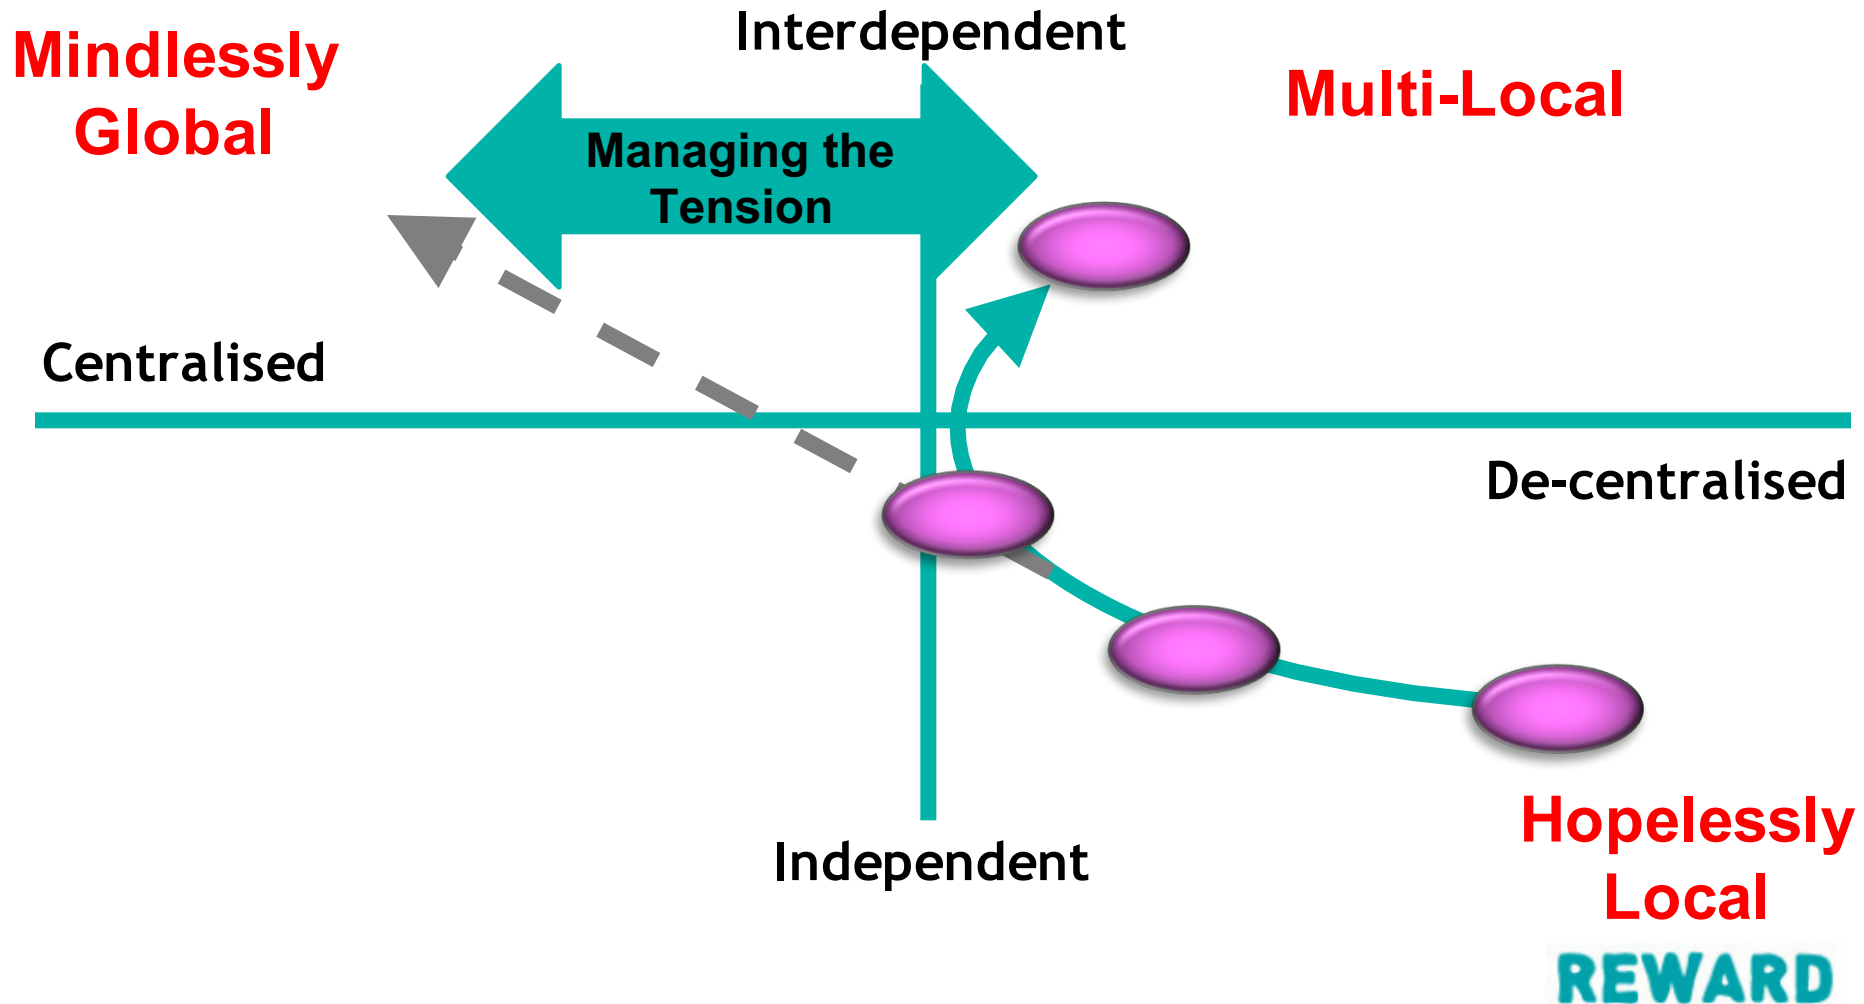 Interdependent
Mindlessly
Global
Multi-Local
Managing the
Tension
Centralised
De-centralised
Independent
Hopelessly
Local
REWARD